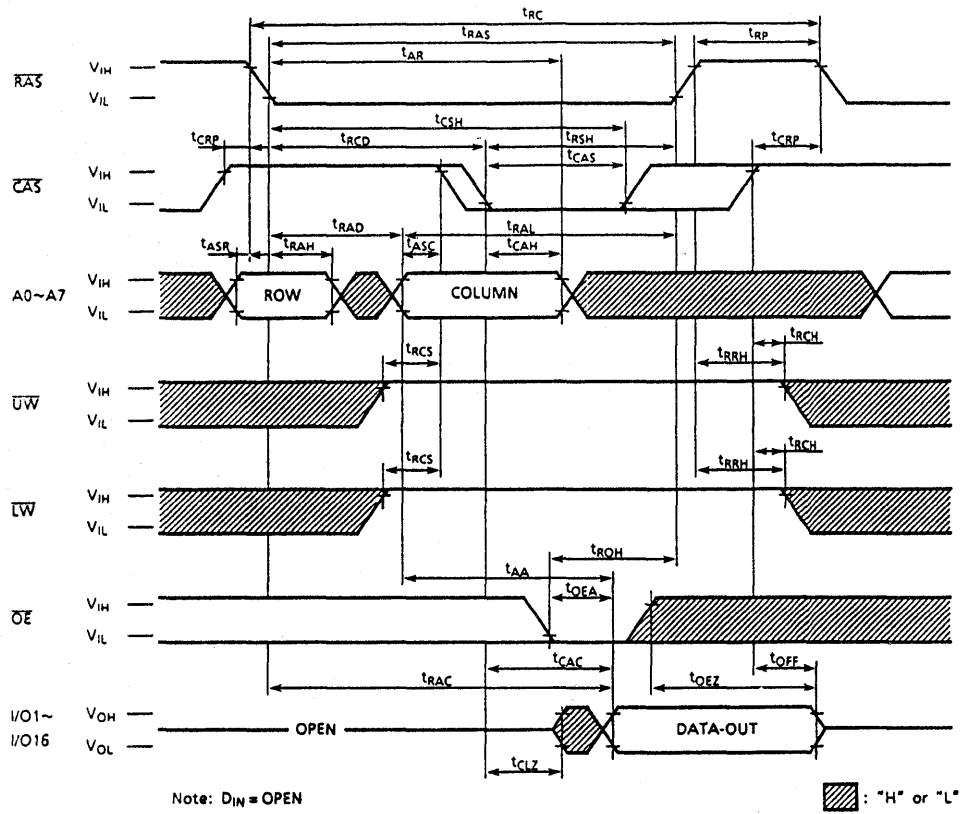 tRC
tRAS
tRP
tAR
RAS
VIH
VIL
tCSH
tCRP
tRCD
tRSH
tCRP
tCAS
CAS
VIH
VIL
tRAD
tRAL
tASR
tRAH
tASC
tCAH
A0~A7
VIH
VIL
ROW
COLUMN
tRCH
tRCS
tRRH
UW
VIH
VIL
tRCH
tRCS
tRRH
LW
VIH
VIL
tROH
tAA
tOEA
OE
VIH
VIL
tCAC
tOFF
tRAC
tOEZ
I/O1~
I/O16
VOH
VOL
OPEN
DATA-OUT
tCLZ
Note: DIN = OPEN
: "H" or "L"